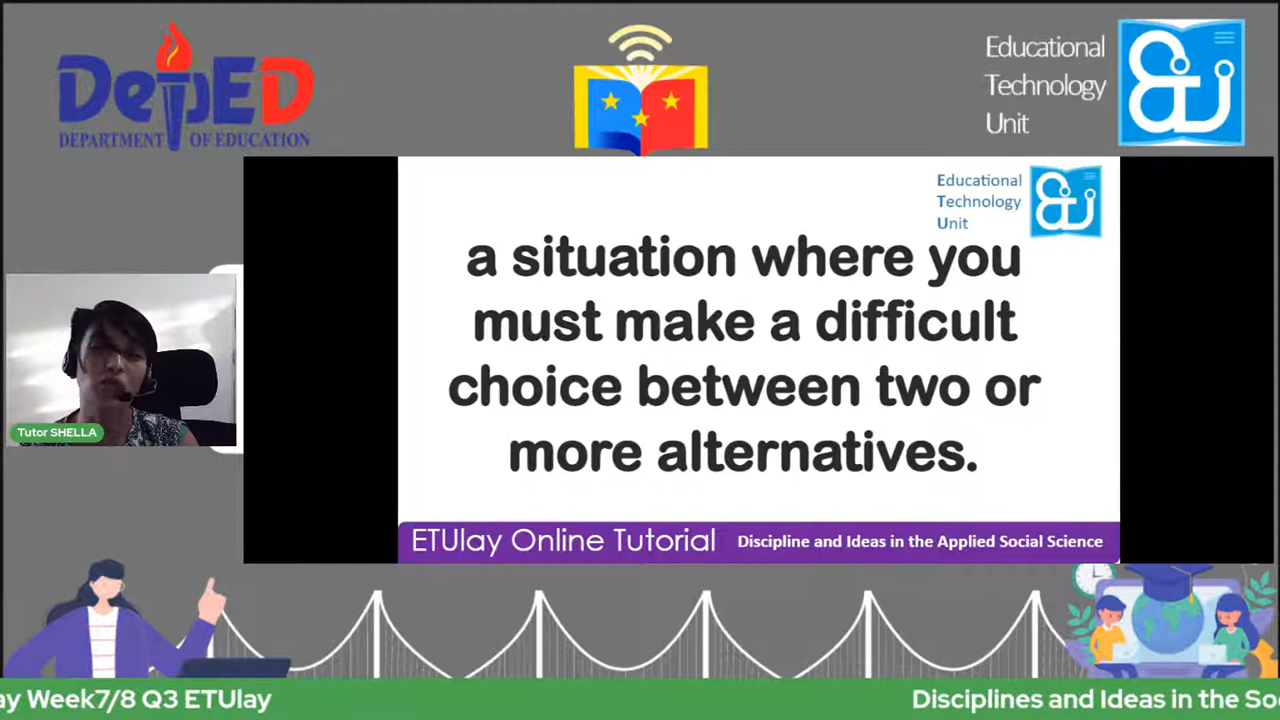 DepED
DEPARTMENT OF EDUCATION
Educational
Technology
Unit
Educational
Technology
Unit
a situation where you
must make a difficult
choice between two or
more alternatives.
Tutor SHELLA
ETUlay Online Tutorial
Discipline and Ideas in the Applied Social Science
ay Week7/8 Q3 ETUlay
Disciplines and Ideas in the So